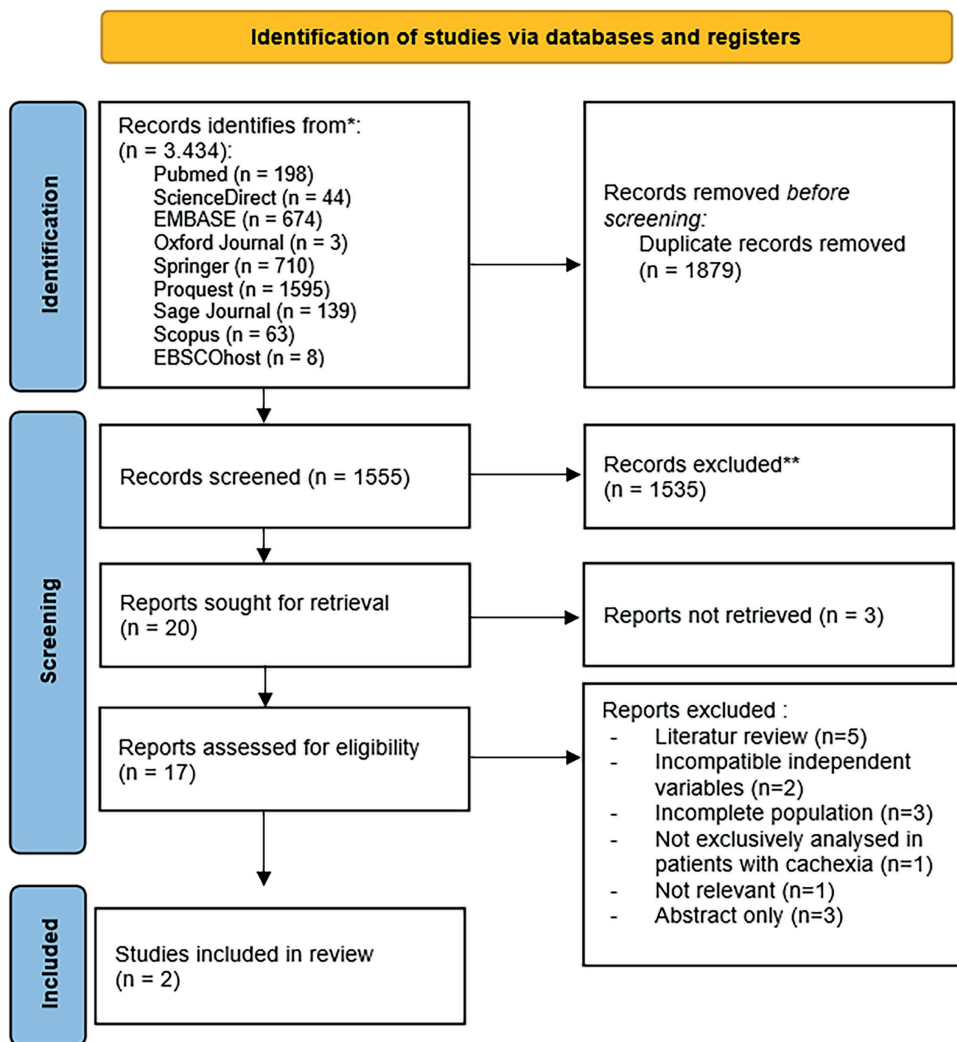 Identification of studies via databases and registers
Identification
Records identifies from*:
(n = 3.434):
Pubmed (n = 198)
ScienceDirect (n = 44)
EMBASE (n = 674)
Oxford Journal (n = 3)
Springer (n = 710)
Proquest (n = 1595)
Sage Journal (n = 139)
Scopus (n = 63)
EBSCOhost (n = 8)
Records removed before
screening:
Duplicate records removed
(n = 1879)
Screening
Records screened (n = 1555)
Records excluded**
(n = 1535)
Reports sought for retrieval
(n = 20)
Reports not retrieved (n = 3)
Reports assessed for eligibility
(n = 17)
Reports excluded :
- Literatur review (n=5)
- Incompatible independent
variables (n=2)
- Incomplete population (n=3)
- Not exclusively analysed in
patients with cachexia (n=1)
- Not relevant (n=1)
- Abstract only (n=3)
Included
Studies included in review
(n = 2)